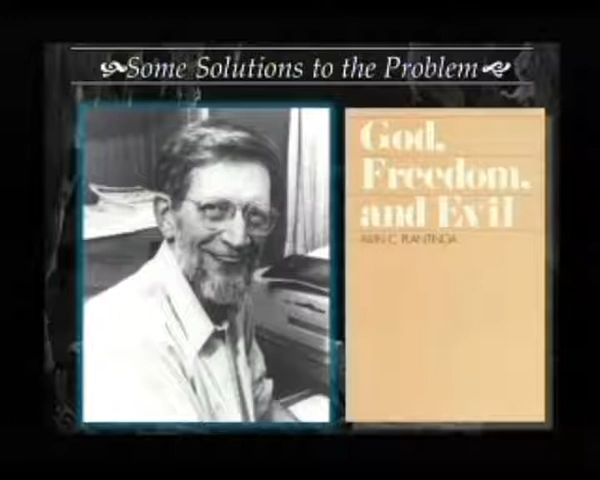 Some Solutions to the Problem
God,
Freedom,
and Evil
ALVIN C. PLANTINGA